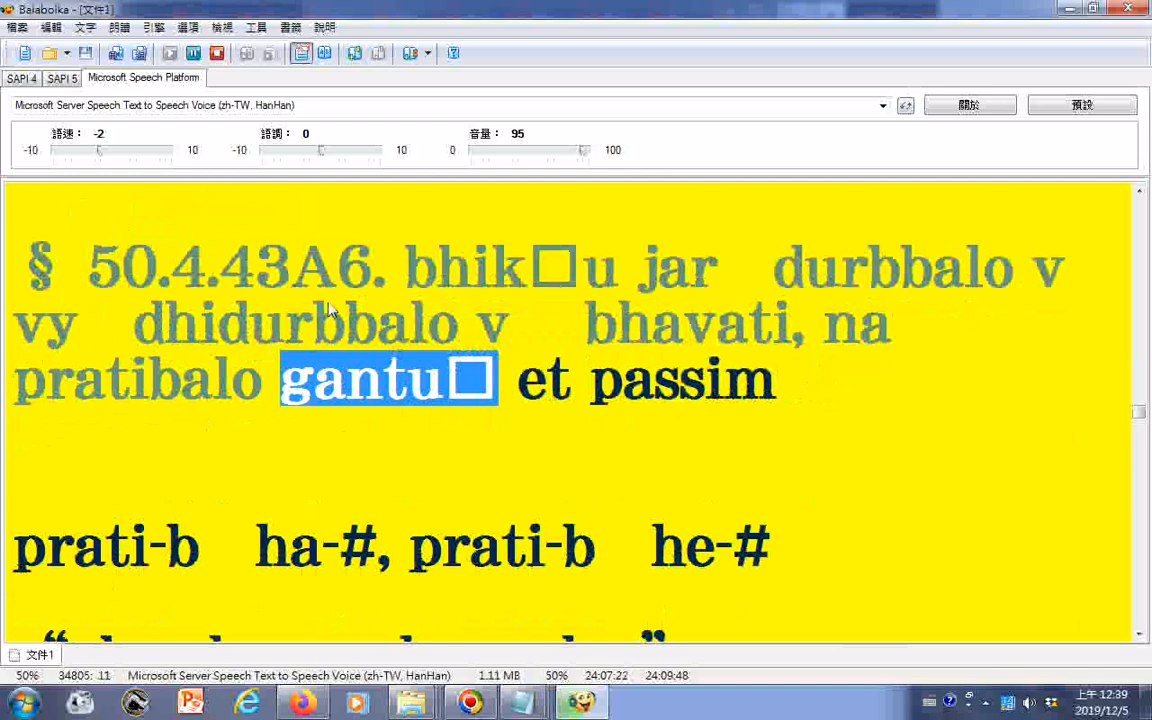 Balabolka - [文件1]
檔案 編輯 文字 朗讀 引擎 選項 檢視 工具 書籤 說明
SAPI 4 SAPI 5 Microsoft Speech Platform
Microsoft Server Speech Text to Speech Voice (zh-TW, HanHan) 關於 預設
語速： -2 語調： 0 音量： 95
-10 10 -10 10 0 100
§ 50.4.43A6. bhik□u jar durbbalo v
vy dhidurbbalo v bhavati, na
pratibalo gantu□ et passim
prati-b ha-#, prati-b he-#
文件1
50% 34805: 11 Microsoft Server Speech Text to Speech Voice (zh-TW, HanHan) 1.11 MB 50% 24:07:22 24:09:48
上午 12:39
2019/12/5